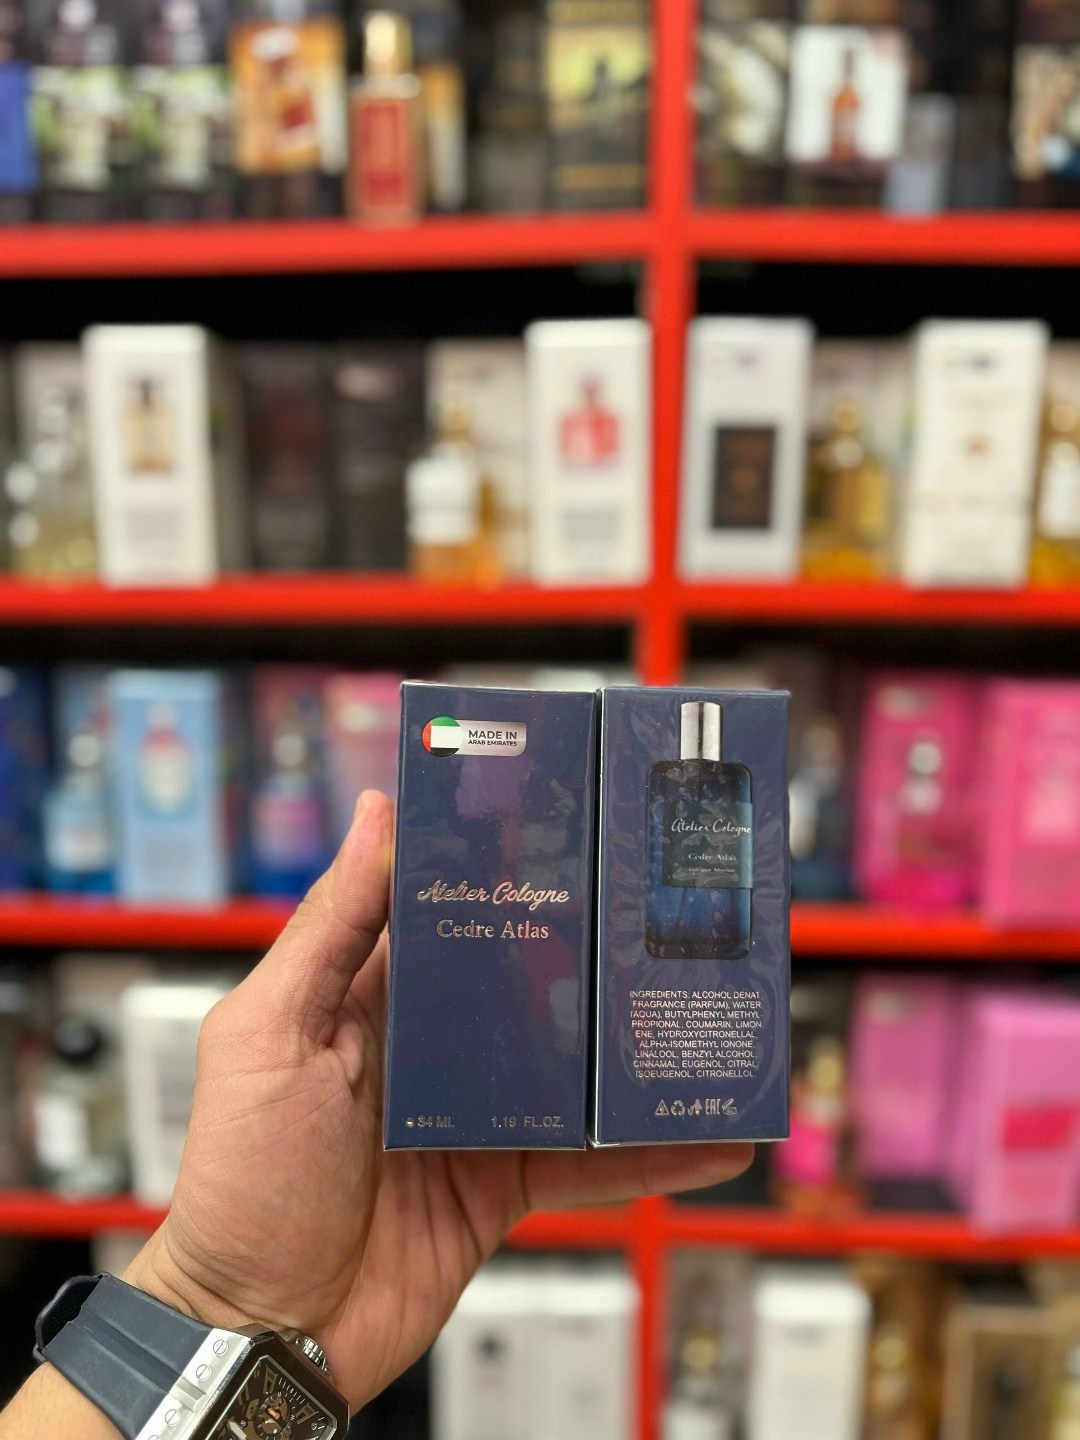 MADE IN
ARAB EMIRATES
Atelier Cologne
Cedre Atlas
e 34 ML 1.19 FL.OZ.
Atelier Cologne
Cedre Atlas
INGREDIENTS: ALCOHOL DENAT
FRAGRANCE (PARFUM), WATER
(AQUA), BUTYLPHENYL METHYL
PROPIONAL, COUMARIN, LIMON
ENE, HYDROXYCITRONELLAL,
ALPHA-ISOMETHYL IONONE,
LINALOOL, BENZYL ALCOHOL,
CINNAMAL, EUGENOL, CITRAL,
ISOEUGENOL, CITRONELLOL.
EAC